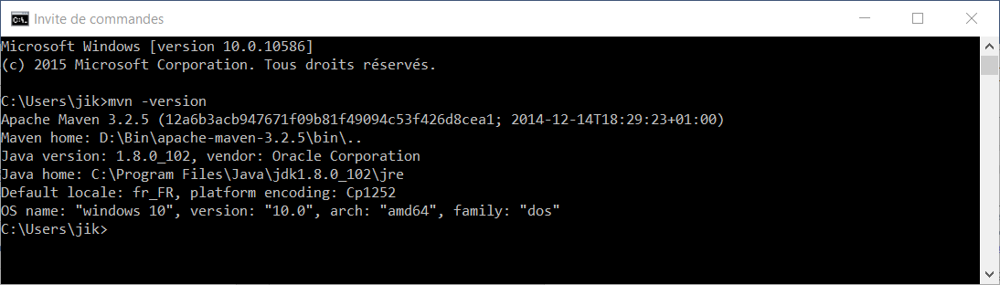 Invite de commandes
Microsoft Windows [version 10.0.10586]
(c) 2015 Microsoft Corporation. Tous droits réservés.
C:\Users\jik>mvn -version
Apache Maven 3.2.5 (12a6b3acb947671f09b81f49094c53f426d8cea1; 2014-12-14T18:29:23+01:00)
Maven home: D:\Bin\apache-maven-3.2.5\bin\..
Java version: 1.8.0_102, vendor: Oracle Corporation
Java home: C:\Program Files\Java\jdk1.8.0_102\jre
Default locale: fr_FR, platform encoding: Cp1252
OS name: "windows 10", version: "10.0", arch: "amd64", family: "dos"
C:\Users\jik>